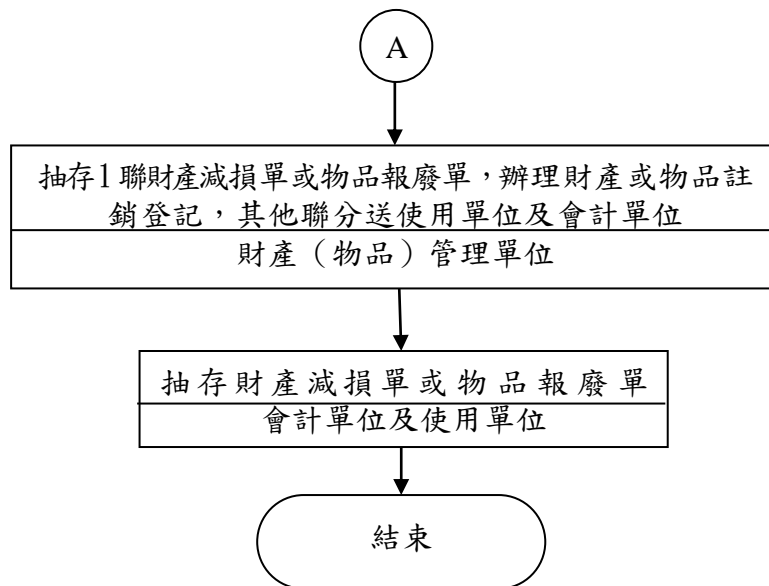 A
抽存1聯財產減損單或物品報廢單，辦理財產或物品註
銷登記，其他聯分送使用單位及會計單位
財產（物品）管理單位
抽存財產減損單或物品報廢單
會計單位及使用單位
結束